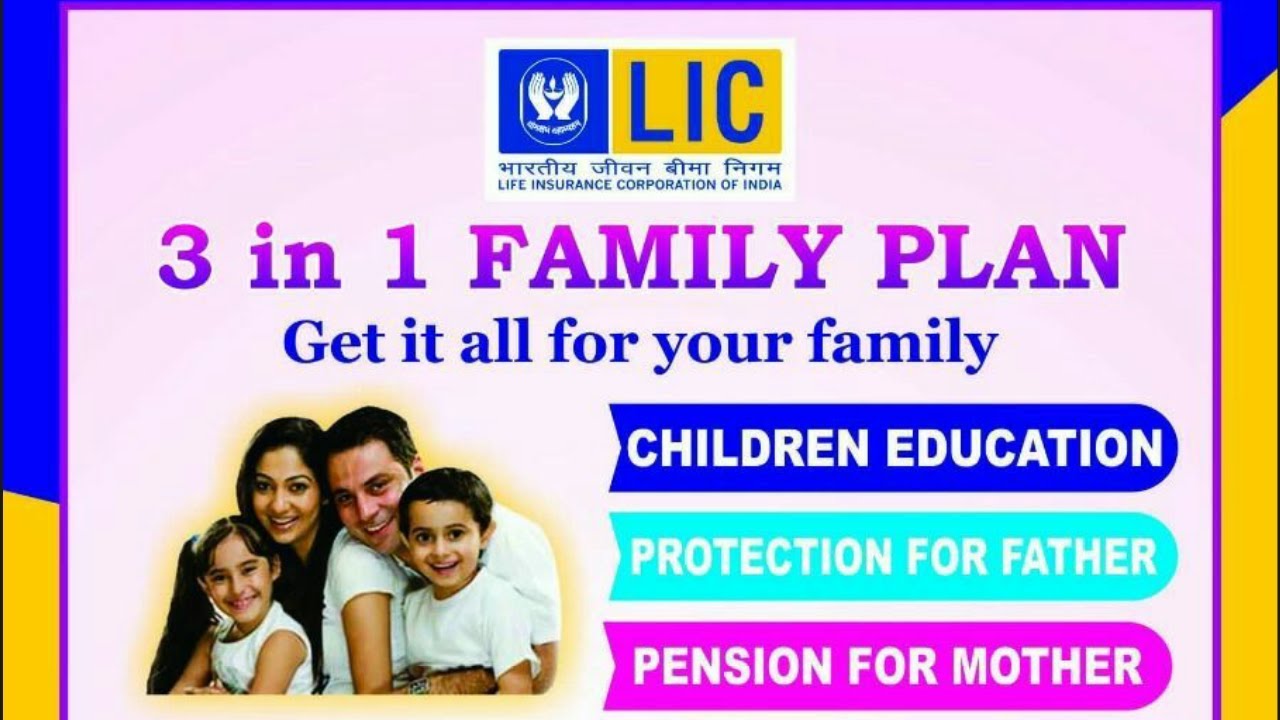 LIC
भारतीय जीवन बीमा निगम
LIFE INSURANCE CORPORATION OF INDIA
3 in 1 FAMILY PLAN
Get it all for your family
CHILDREN EDUCATION
PROTECTION FOR FATHER
PENSION FOR MOTHER